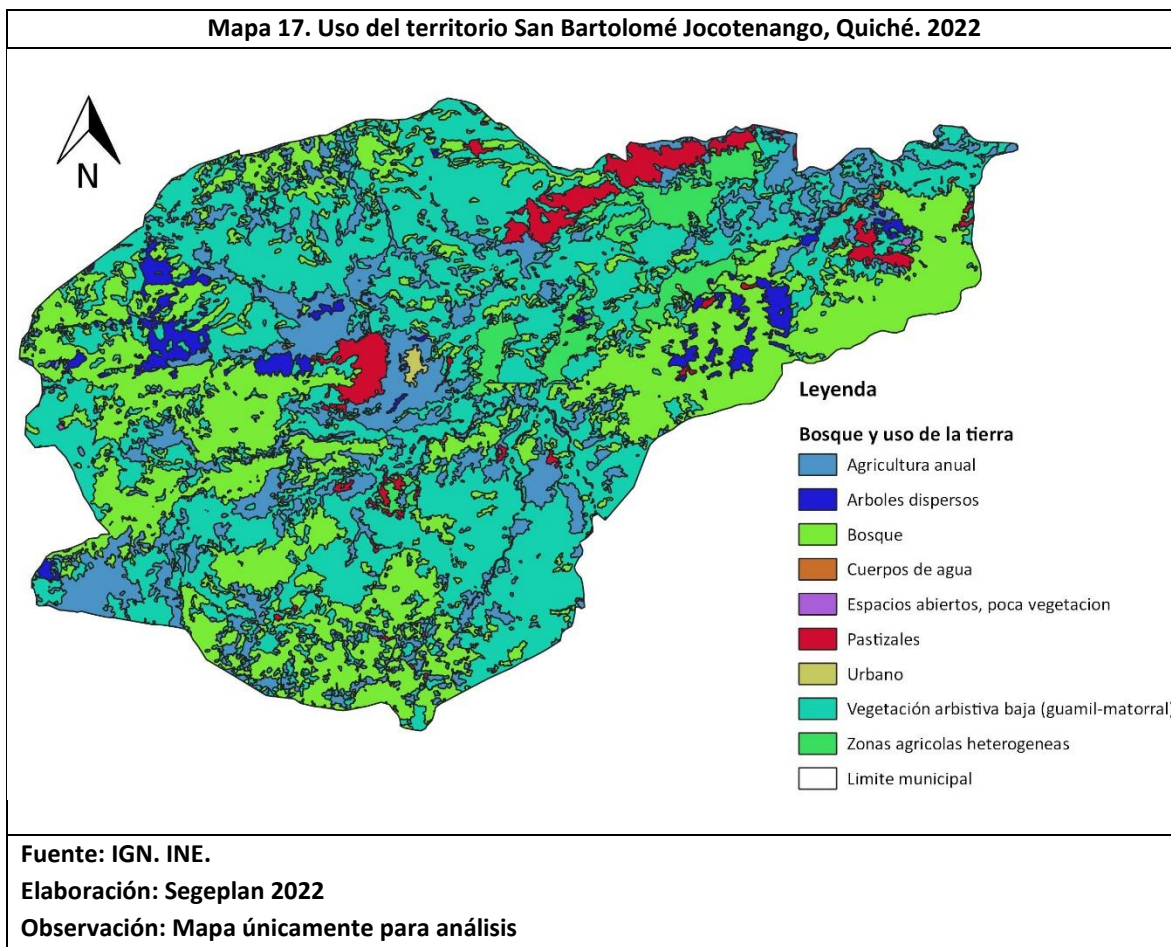 Mapa 17. Uso del territorio San Bartolomé Jocotenango, Quiché. 2022
N
Leyenda
Bosque y uso de la tierra
Agricultura anual
Arboles dispersos
Bosque
Cuerpos de agua
Espacios abiertos, poca vegetacion
Pastizales
Urbano
Vegetación arbistiva baja (guamil-matorral)
Zonas agricolas heterogeneas
Limite municipal
Fuente: IGN. INE.
Elaboración: Segeplan 2022
Observación: Mapa únicamente para análisis